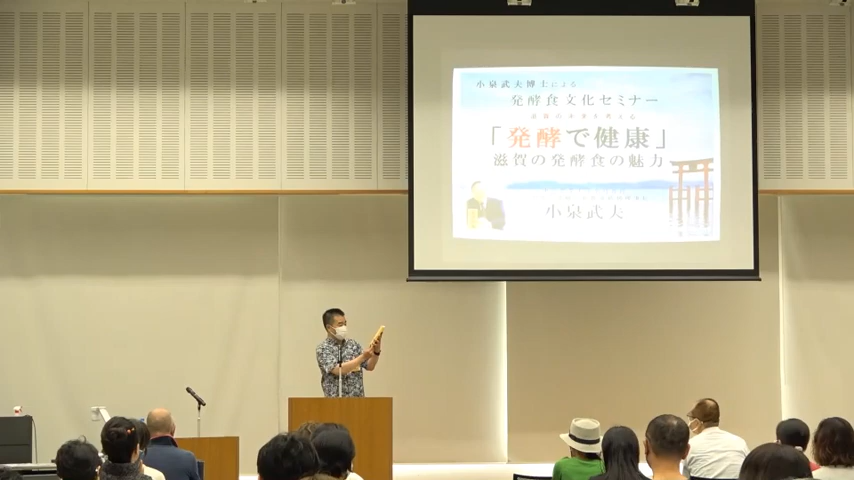 小泉武夫博士による
発酵食文化セミナー
「発酵で健康」
滋賀の発酵食の魅力
小泉武夫